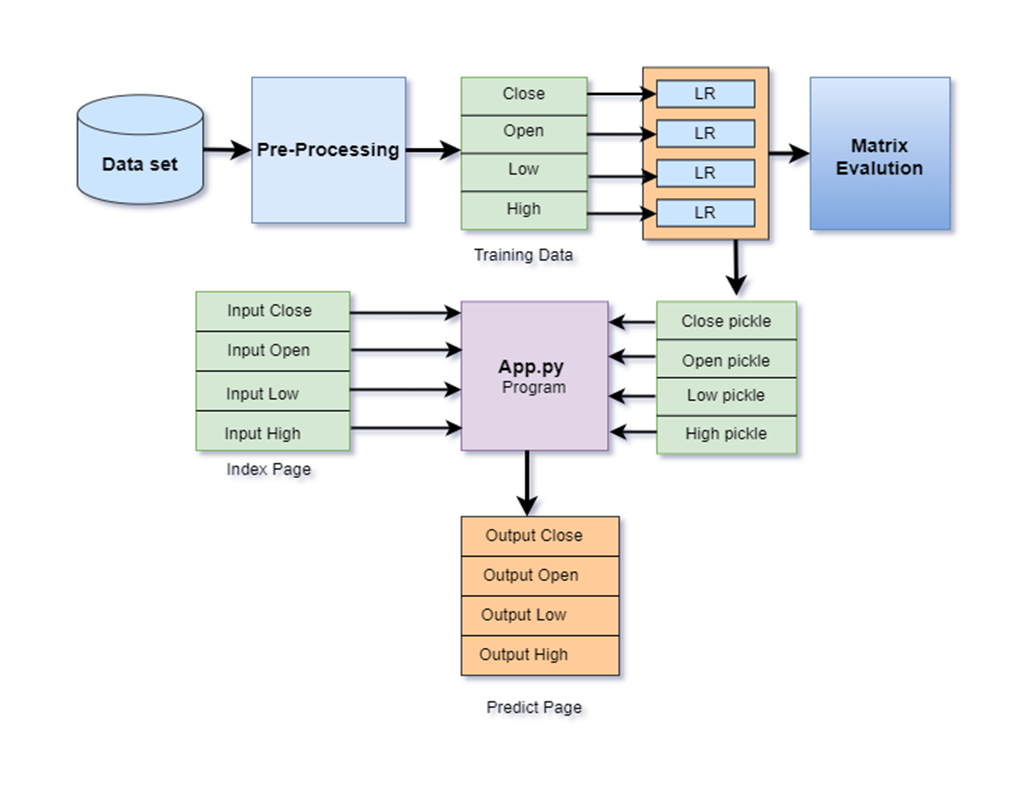 Data set
Pre-Processing
Close
Open
Low
High
Training Data
LR
LR
LR
LR
Matrix
Evalution
Input Close
Input Open
Input Low
Input High
Index Page
App.py
Program
Close pickle
Open pickle
Low pickle
High pickle
Output Close
Output Open
Output Low
Output High
Predict Page